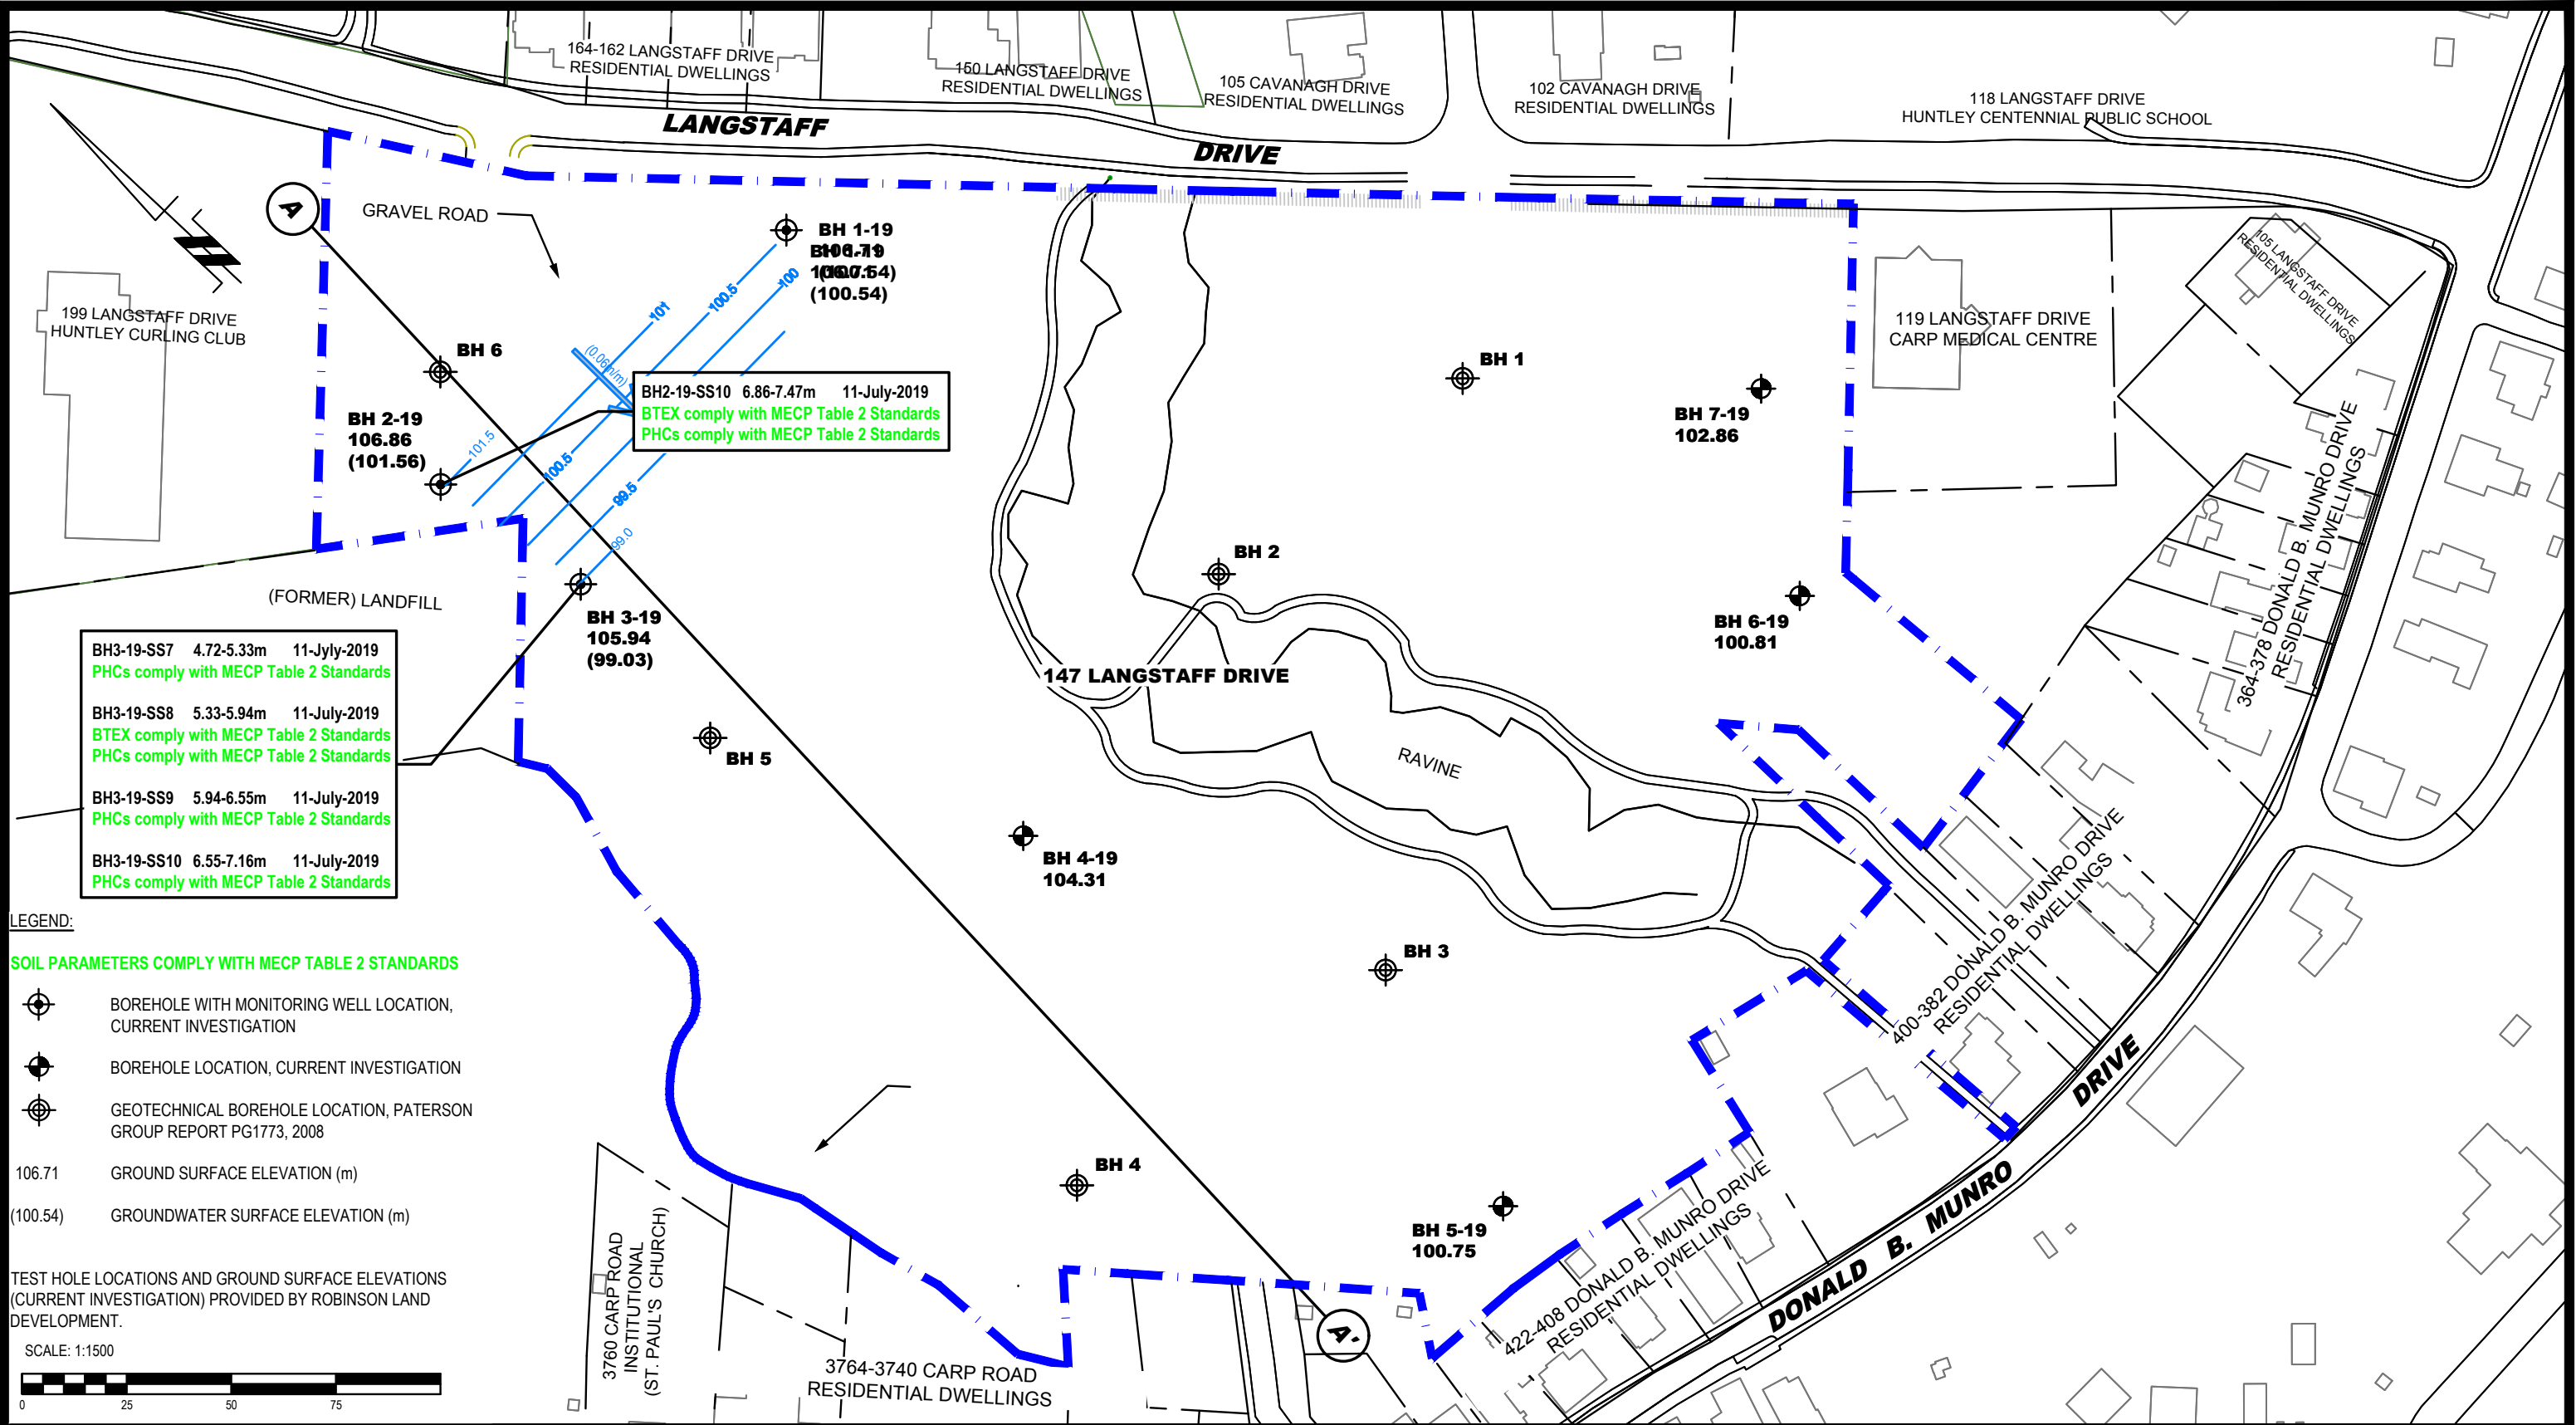 164-162 LANGSTAFF DRIVE
RESIDENTIAL DWELLINGS
150 LANGSTAFF DRIVE
RESIDENTIAL DWELLINGS
105 CAVANAGH DRIVE
RESIDENTIAL DWELLINGS
102 CAVANAGH DRIVE
RESIDENTIAL DWELLINGS
118 LANGSTAFF DRIVE
HUNTLEY CENTENNIAL PUBLIC SCHOOL
LANGSTAFF
DRIVE
A
GRAVEL ROAD
BH 1-19
106.71
(100.54)
BH 1-19
106.71
(100.54)
101
100.5
100
(0.06m/m)
101.5
100.5
99.5
99.0
199 LANGSTAFF DRIVE
HUNTLEY CURLING CLUB
BH 6
BH 2-19
106.86
(101.56)
BH2-19-SS10 6.86-7.47m 11-July-2019
BTEX comply with MECP Table 2 Standards
PHCs comply with MECP Table 2 Standards
BH 1
BH 7-19
102.86
119 LANGSTAFF DRIVE
CARP MEDICAL CENTRE
105 LANGSTAFF DRIVE
RESIDENTIAL DWELLINGS
364-378 DONALD B. MUNRO DRIVE
RESIDENTIAL DWELLINGS
BH 2
(FORMER) LANDFILL
BH 3-19
105.94
(99.03)
BH 6-19
100.81
147 LANGSTAFF DRIVE
BH3-19-SS7 4.72-5.33m 11-Jyly-2019
PHCs comply with MECP Table 2 Standards
BH3-19-SS8 5.33-5.94m 11-July-2019
BTEX comply with MECP Table 2 Standards
PHCs comply with MECP Table 2 Standards
BH3-19-SS9 5.94-6.55m 11-July-2019
PHCs comply with MECP Table 2 Standards
BH3-19-SS10 6.55-7.16m 11-July-2019
PHCs comply with MECP Table 2 Standards
BH 5
RAVINE
BH 4-19
104.31
BH 3
400-382 DONALD B. MUNRO DRIVE
RESIDENTIAL DWELLINGS
BH 4
BH 5-19
100.75
422-408 DONALD B. MUNRO DRIVE
RESIDENTIAL DWELLINGS
DONALD B. MUNRO DRIVE
A'
3760 CARP ROAD
INSTITUTIONAL
(ST. PAUL'S CHURCH)
3764-3740 CARP ROAD
RESIDENTIAL DWELLINGS
LEGEND:
SOIL PARAMETERS COMPLY WITH MECP TABLE 2 STANDARDS
BOREHOLE WITH MONITORING WELL LOCATION,
CURRENT INVESTIGATION
BOREHOLE LOCATION, CURRENT INVESTIGATION
GEOTECHNICAL BOREHOLE LOCATION, PATERSON
GROUP REPORT PG1773, 2008
106.71 GROUND SURFACE ELEVATION (m)
(100.54) GROUNDWATER SURFACE ELEVATION (m)
TEST HOLE LOCATIONS AND GROUND SURFACE ELEVATIONS
(CURRENT INVESTIGATION) PROVIDED BY ROBINSON LAND
DEVELOPMENT.
SCALE: 1:1500
0 25 50 75